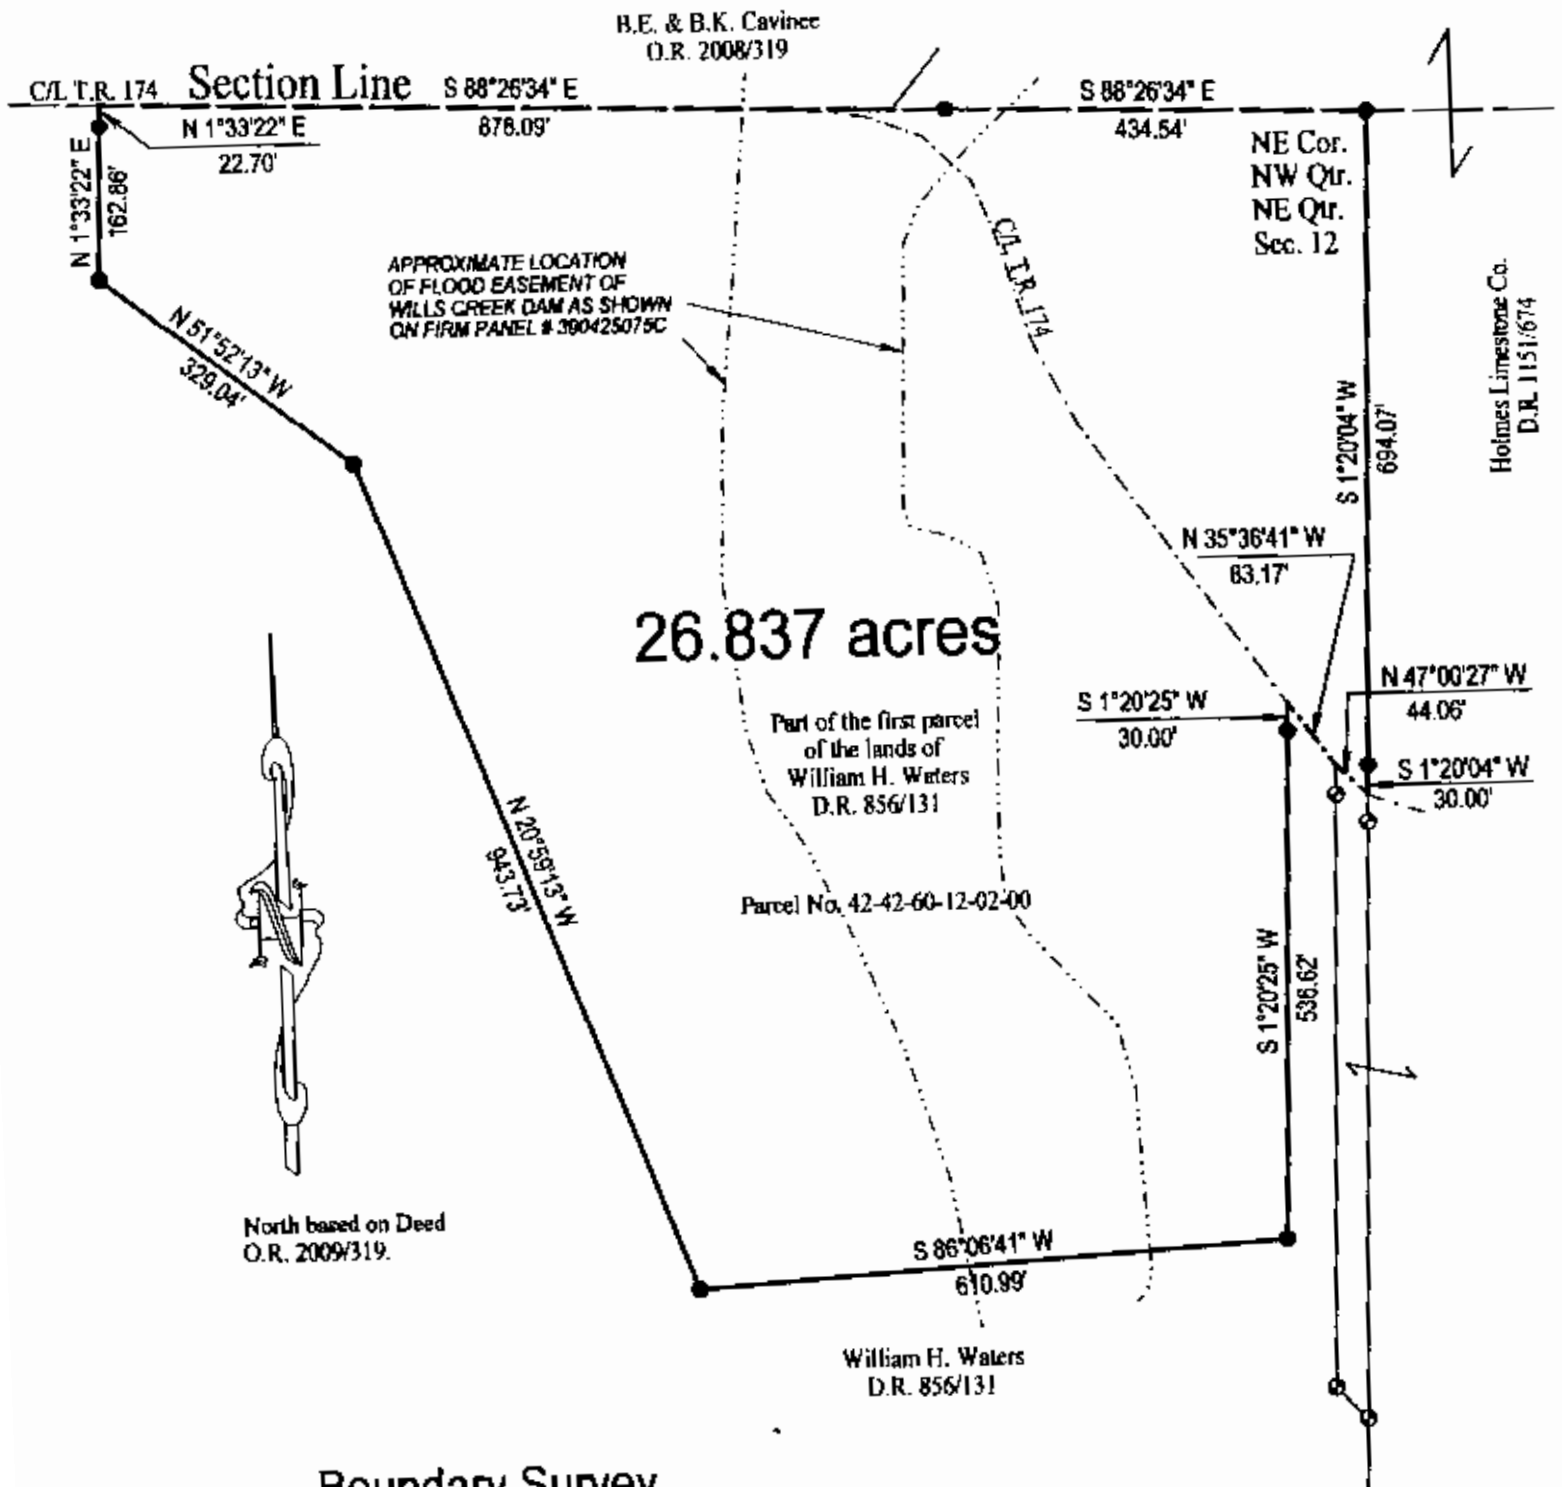 B.E. & B.K. Cavinee
O.R. 2008/319
C/L T.R. 174
Section Line
S 88°26'34" E
878.09'
S 88°26'34" E
434.54'
N 1°33'22" E
22.70'
N 1°33'22" E
162.86'
NE Cor.
NW Qtr.
NE Qtr.
Sec. 12
APPROXIMATE LOCATION
OF FLOOD EASEMENT OF
WILLS CREEK DAM AS SHOWN
ON FIRM PANEL # 390425075C
C/L T.R. 174
Holmes Limestone Co.
D.R. 1151/674
N 51°52'13" W
329.04'
S 1°20'04" W
694.07'
N 35°36'41" W
63.17'
26.837 acres
N 47°00'27" W
44.06'
S 1°20'25" W
30.00'
Part of the first parcel
of the lands of
William H. Waters
D.R. 856/131
S 1°20'04" W
30.00'
N 20°59'13" W
943.73'
Parcel No. 42-42-60-12-02-00
S 1°20'25" W
536.62'
North based on Deed
O.R. 2009/319.
S 86°06'41" W
610.99'
William H. Waters
D.R. 856/131
Boundary Survey